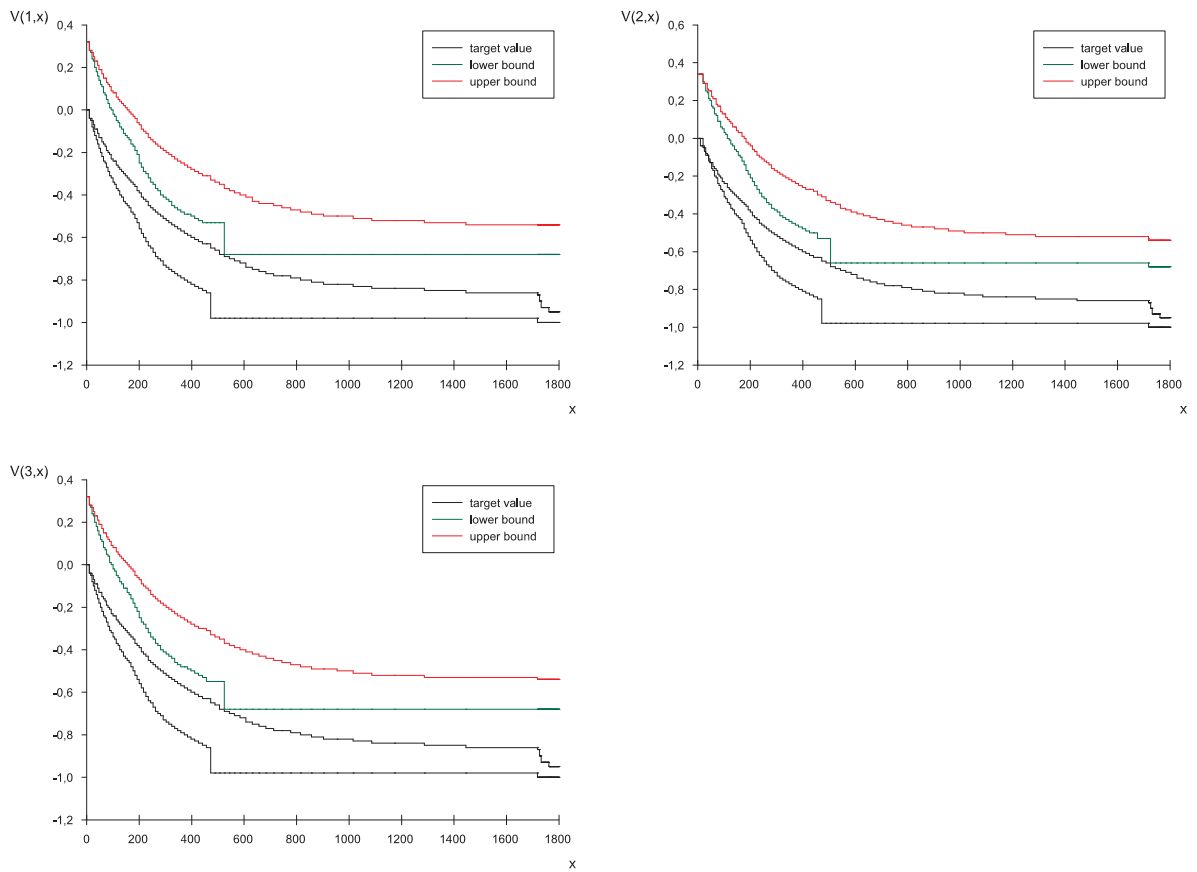 V(1,x)
0,4
0,2
0,0
-0,2
-0,4
-0,6
-0,8
-1,0
-1,2
0 200 400 600 800 1000 1200 1400 1600 1800
x
target value
lower bound
upper bound
V(2,x)
0,6
0,4
0,2
0,0
-0,2
-0,4
-0,6
-0,8
-1,0
-1,2
0 200 400 600 800 1000 1200 1400 1600 1800
x
target value
lower bound
upper bound
V(3,x)
0,4
0,2
0,0
-0,2
-0,4
-0,6
-0,8
-1,0
-1,2
0 200 400 600 800 1000 1200 1400 1600 1800
x
target value
lower bound
upper bound